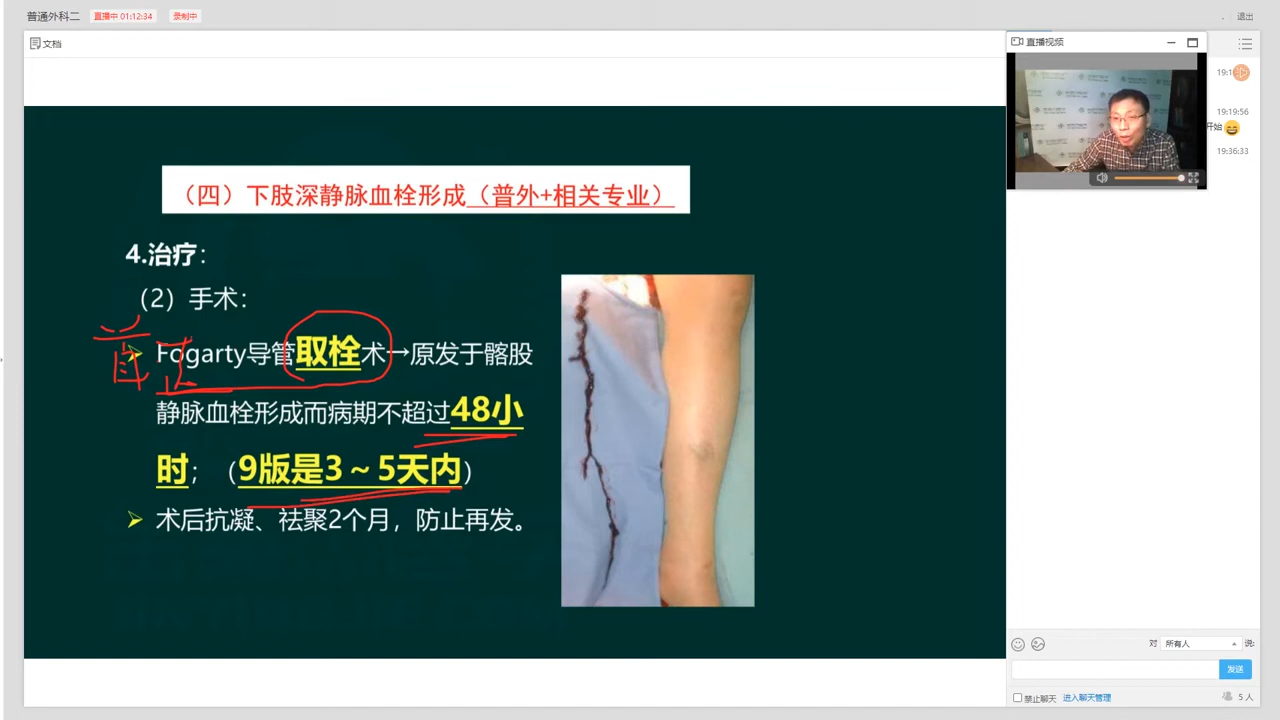 普通外科二
直播中 01:12:34
录制中
退出
文档
直播视频
19:1
19:19:56
开始
19:36:33
（四）下肢深静脉血栓形成（普外+相关专业）
4.治疗：
（2）手术：
Fogarty导管取栓术→原发于髂股
静脉血栓形成而病期不超过48小
时；（9版是3～5天内）
术后抗凝、祛聚2个月，防止再发。
对 所有人 说:
发送
禁止聊天 进入聊天管理
5 人